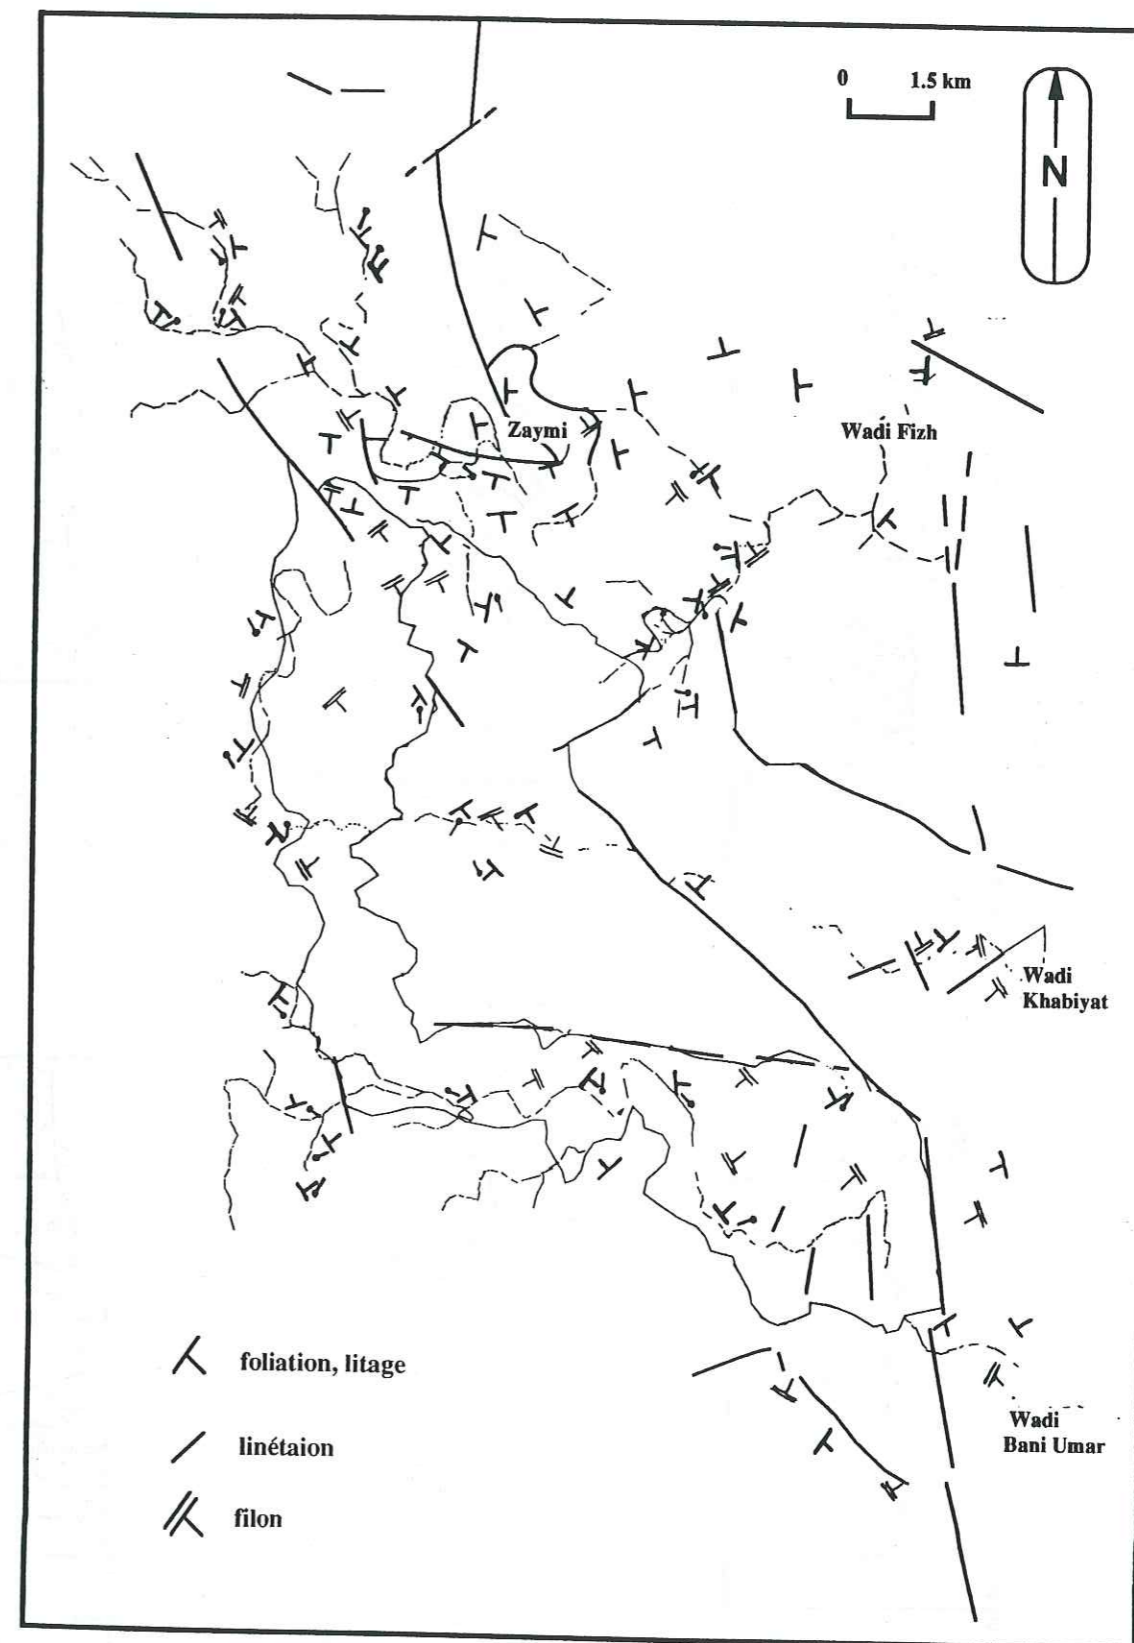 0 1.5 km
N
Zaymi
Wadi Fizh
Wadi
Khabiyat
foliation, litage
linétaion
filon
Wadi
Bani Umar